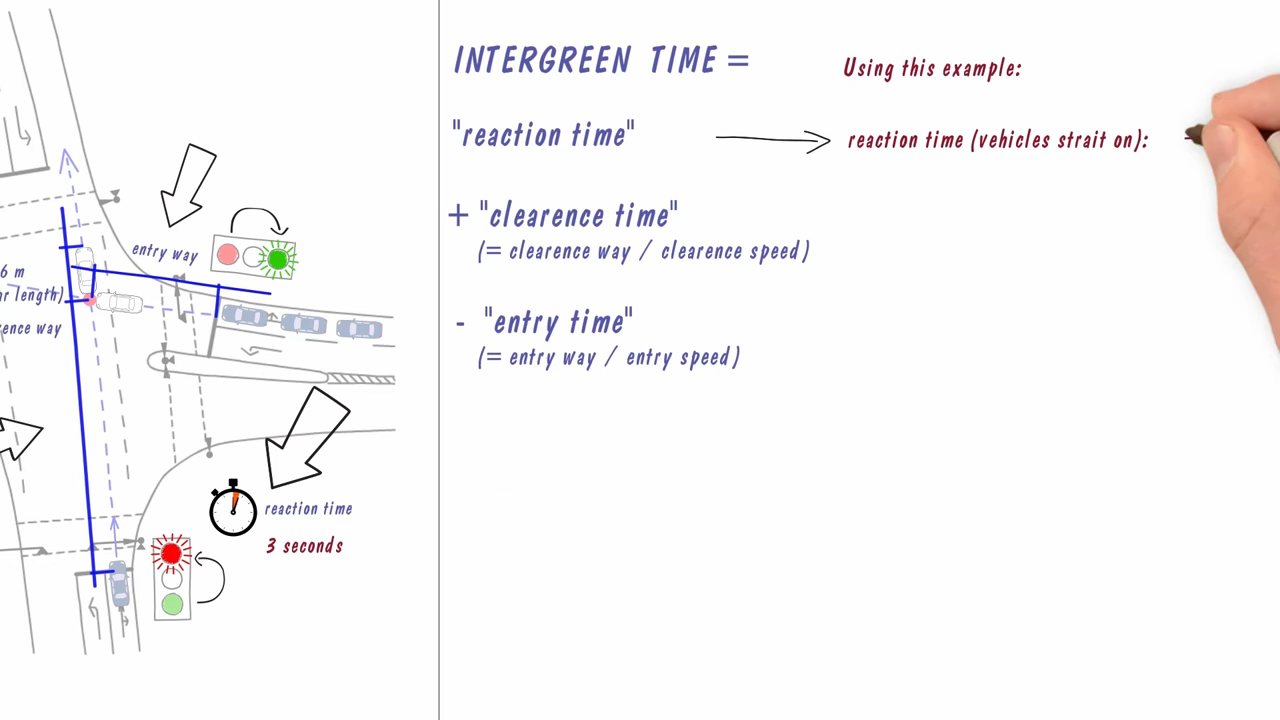 INTERGREEN TIME =
Using this example:
"reaction time"
reaction time (vehicles strait on):
+ "clearence time"
(= clearence way / clearence speed)
- "entry time"
(= entry way / entry speed)
entry way
6 m
length)
way
reaction time
3 seconds